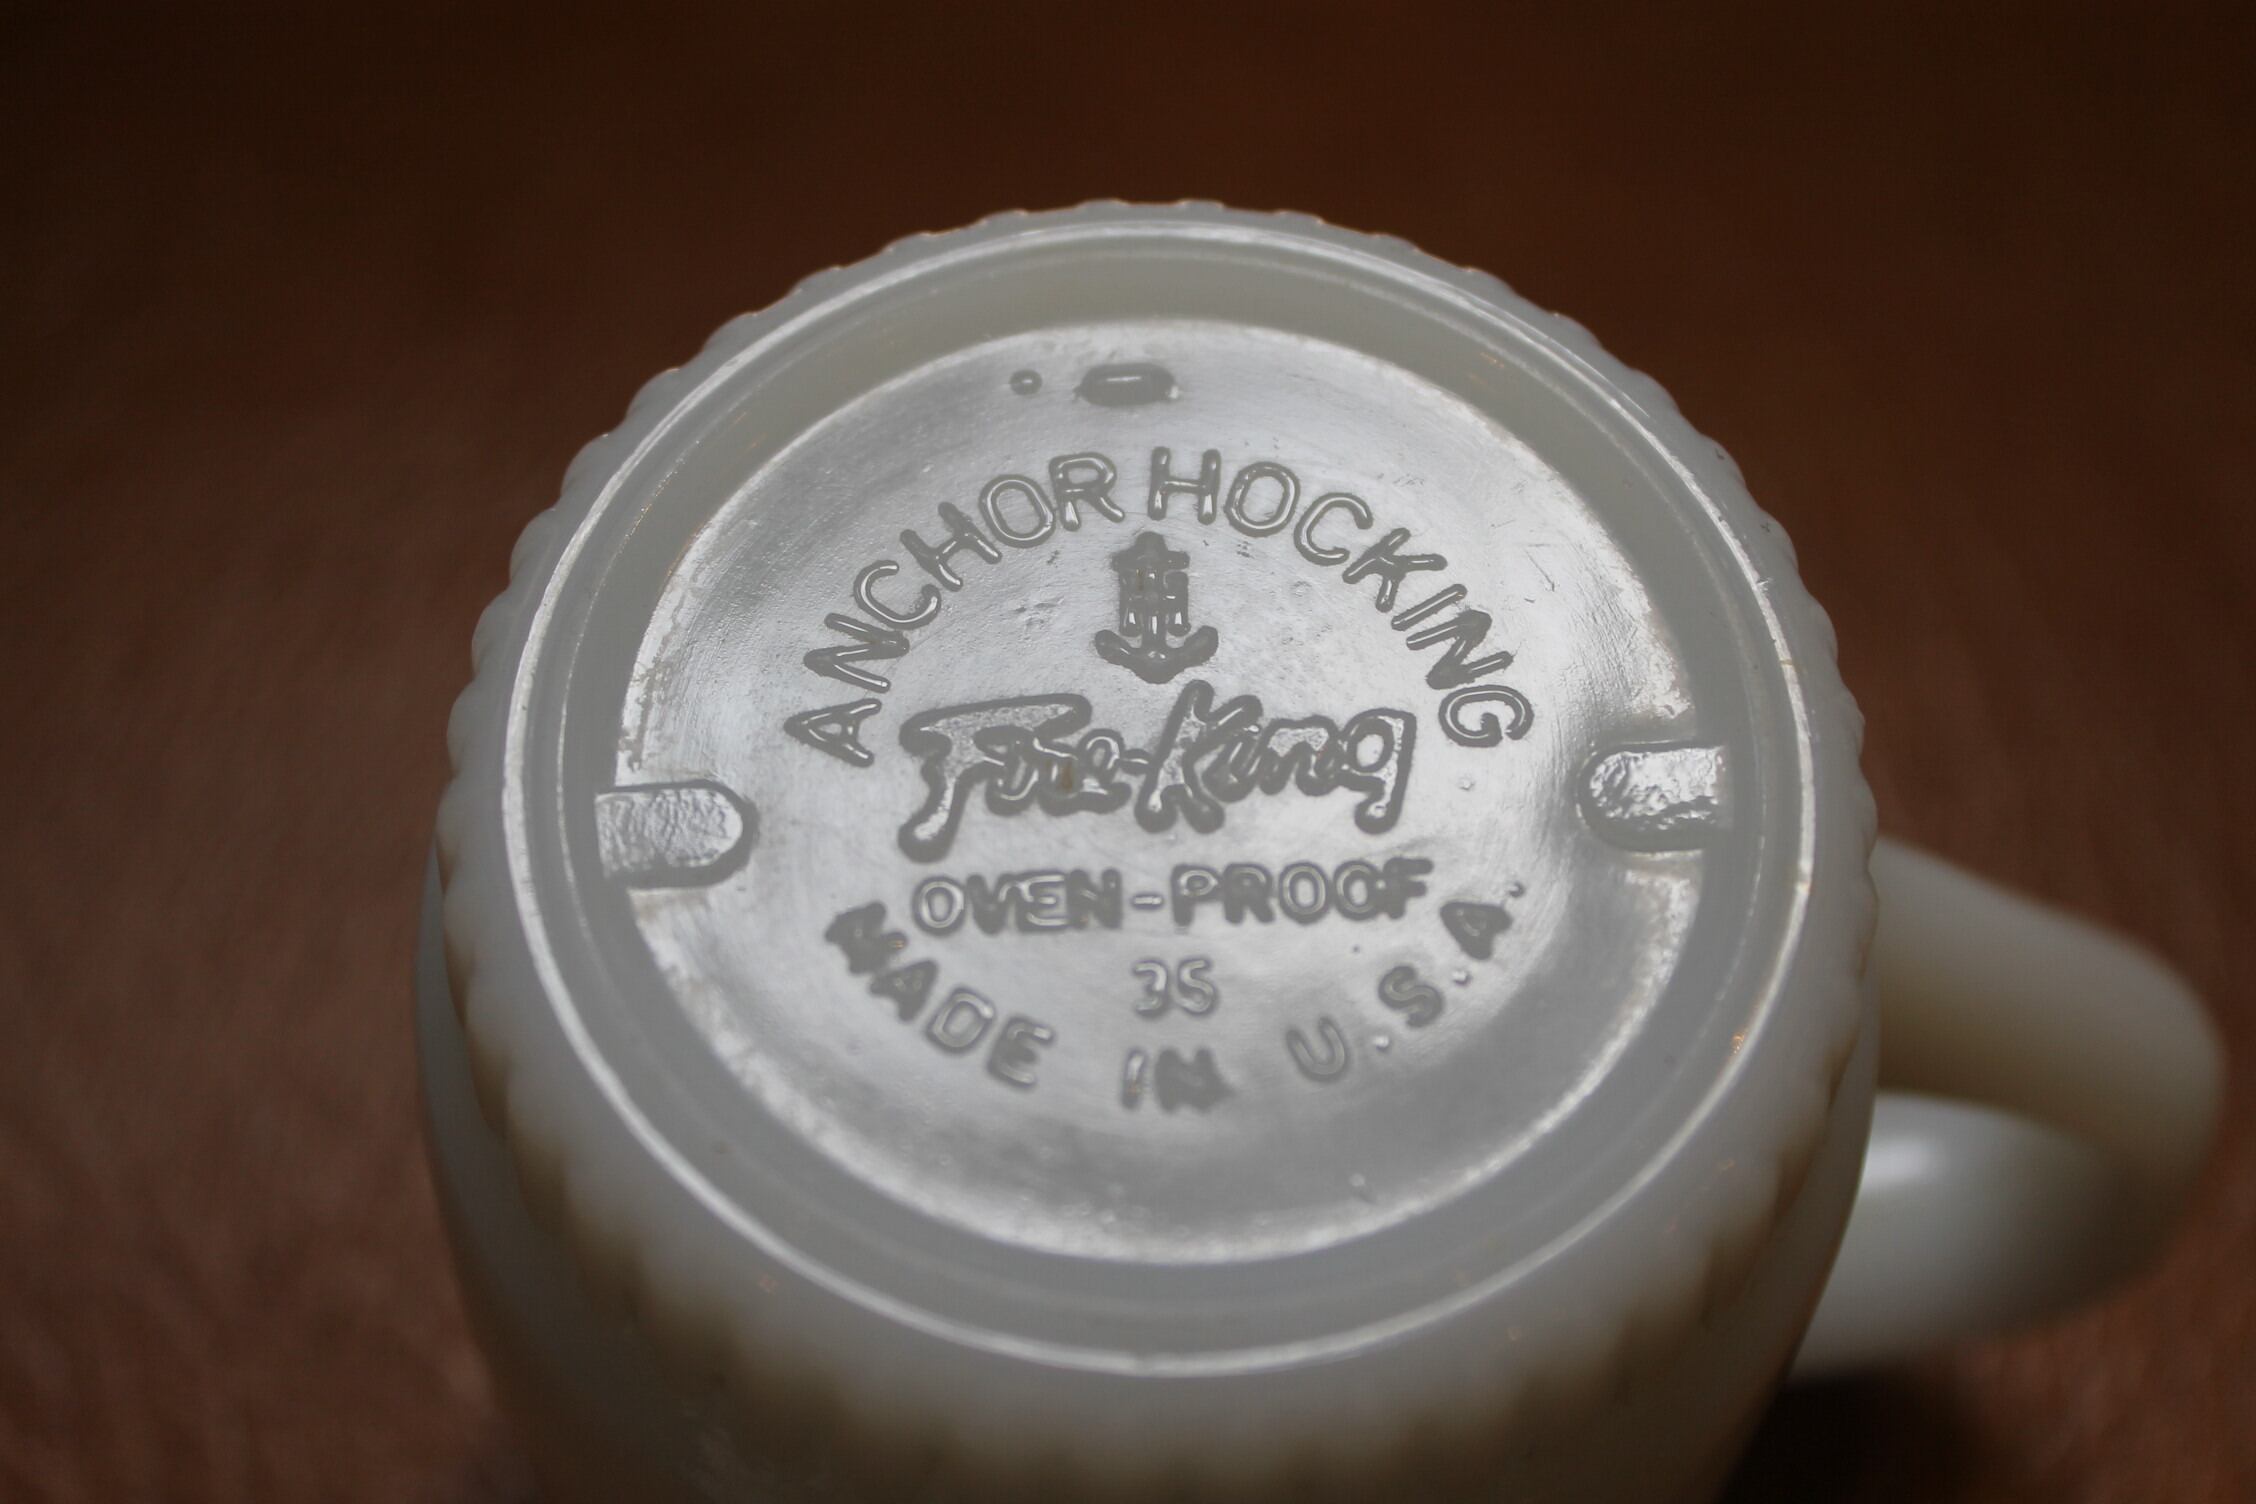 ANCHOR HOCKING
Fire-King
OVEN-PROOF
35
MADE IN U.S.A.